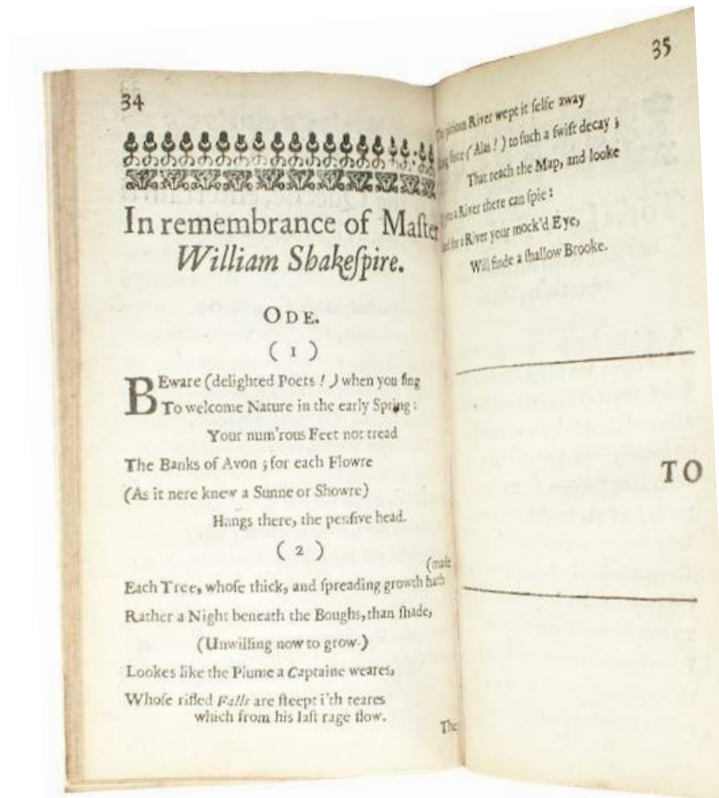 34
In remembrance of Maſter
William Shakeſpire.
ODE.
( 1 )
BEware (delighted Poets ! ) when you ſing
To welcome Nature in the early Spring :
Your num'rous Feet not tread
The Banks of Avon ; for each Flowre
(As it nere knew a Sunne or Showre)
Hangs there, the penſive head.
( 2 )
(made
Each Tree, whoſe thick, and ſpreading growth hath
Rather a Night beneath the Boughs, than ſhade,
(Unwilling now to grow.)
Lookes like the Plume a Captaine weares,
Whoſe rifled Falls are ſteept i'th teares
which from his laſt rage flow.
The
35
River wept it ſelfe away
( Alas ! ) to ſuch a ſwift decay ;
That reach the Map, and looke
a River there can ſpie :
for a River your mock'd Eye,
Will finde a ſhallow Brooke.
TO